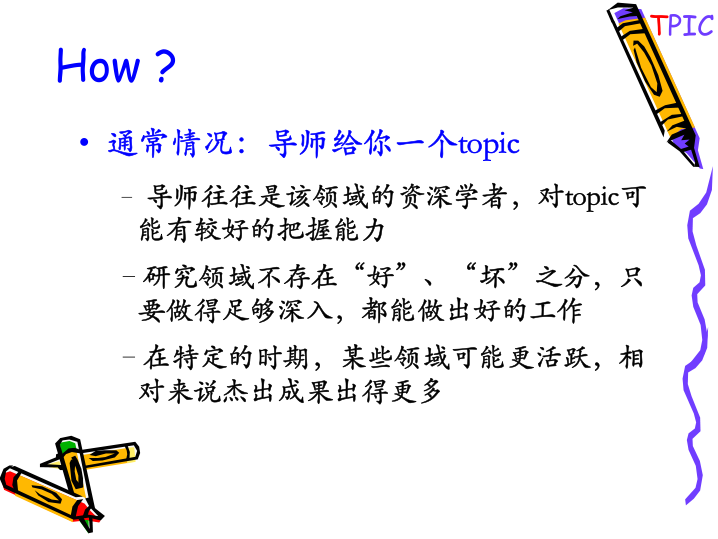 TPIC
How ?
• 通常情况：导师给你一个topic
– 导师往往是该领域的资深学者，对topic可
能有较好的把握能力
– 研究领域不存在“好”、“坏”之分，只
要做得足够深入，都能做出好的工作
– 在特定的时期，某些领域可能更活跃，相
对来说杰出成果出得更多